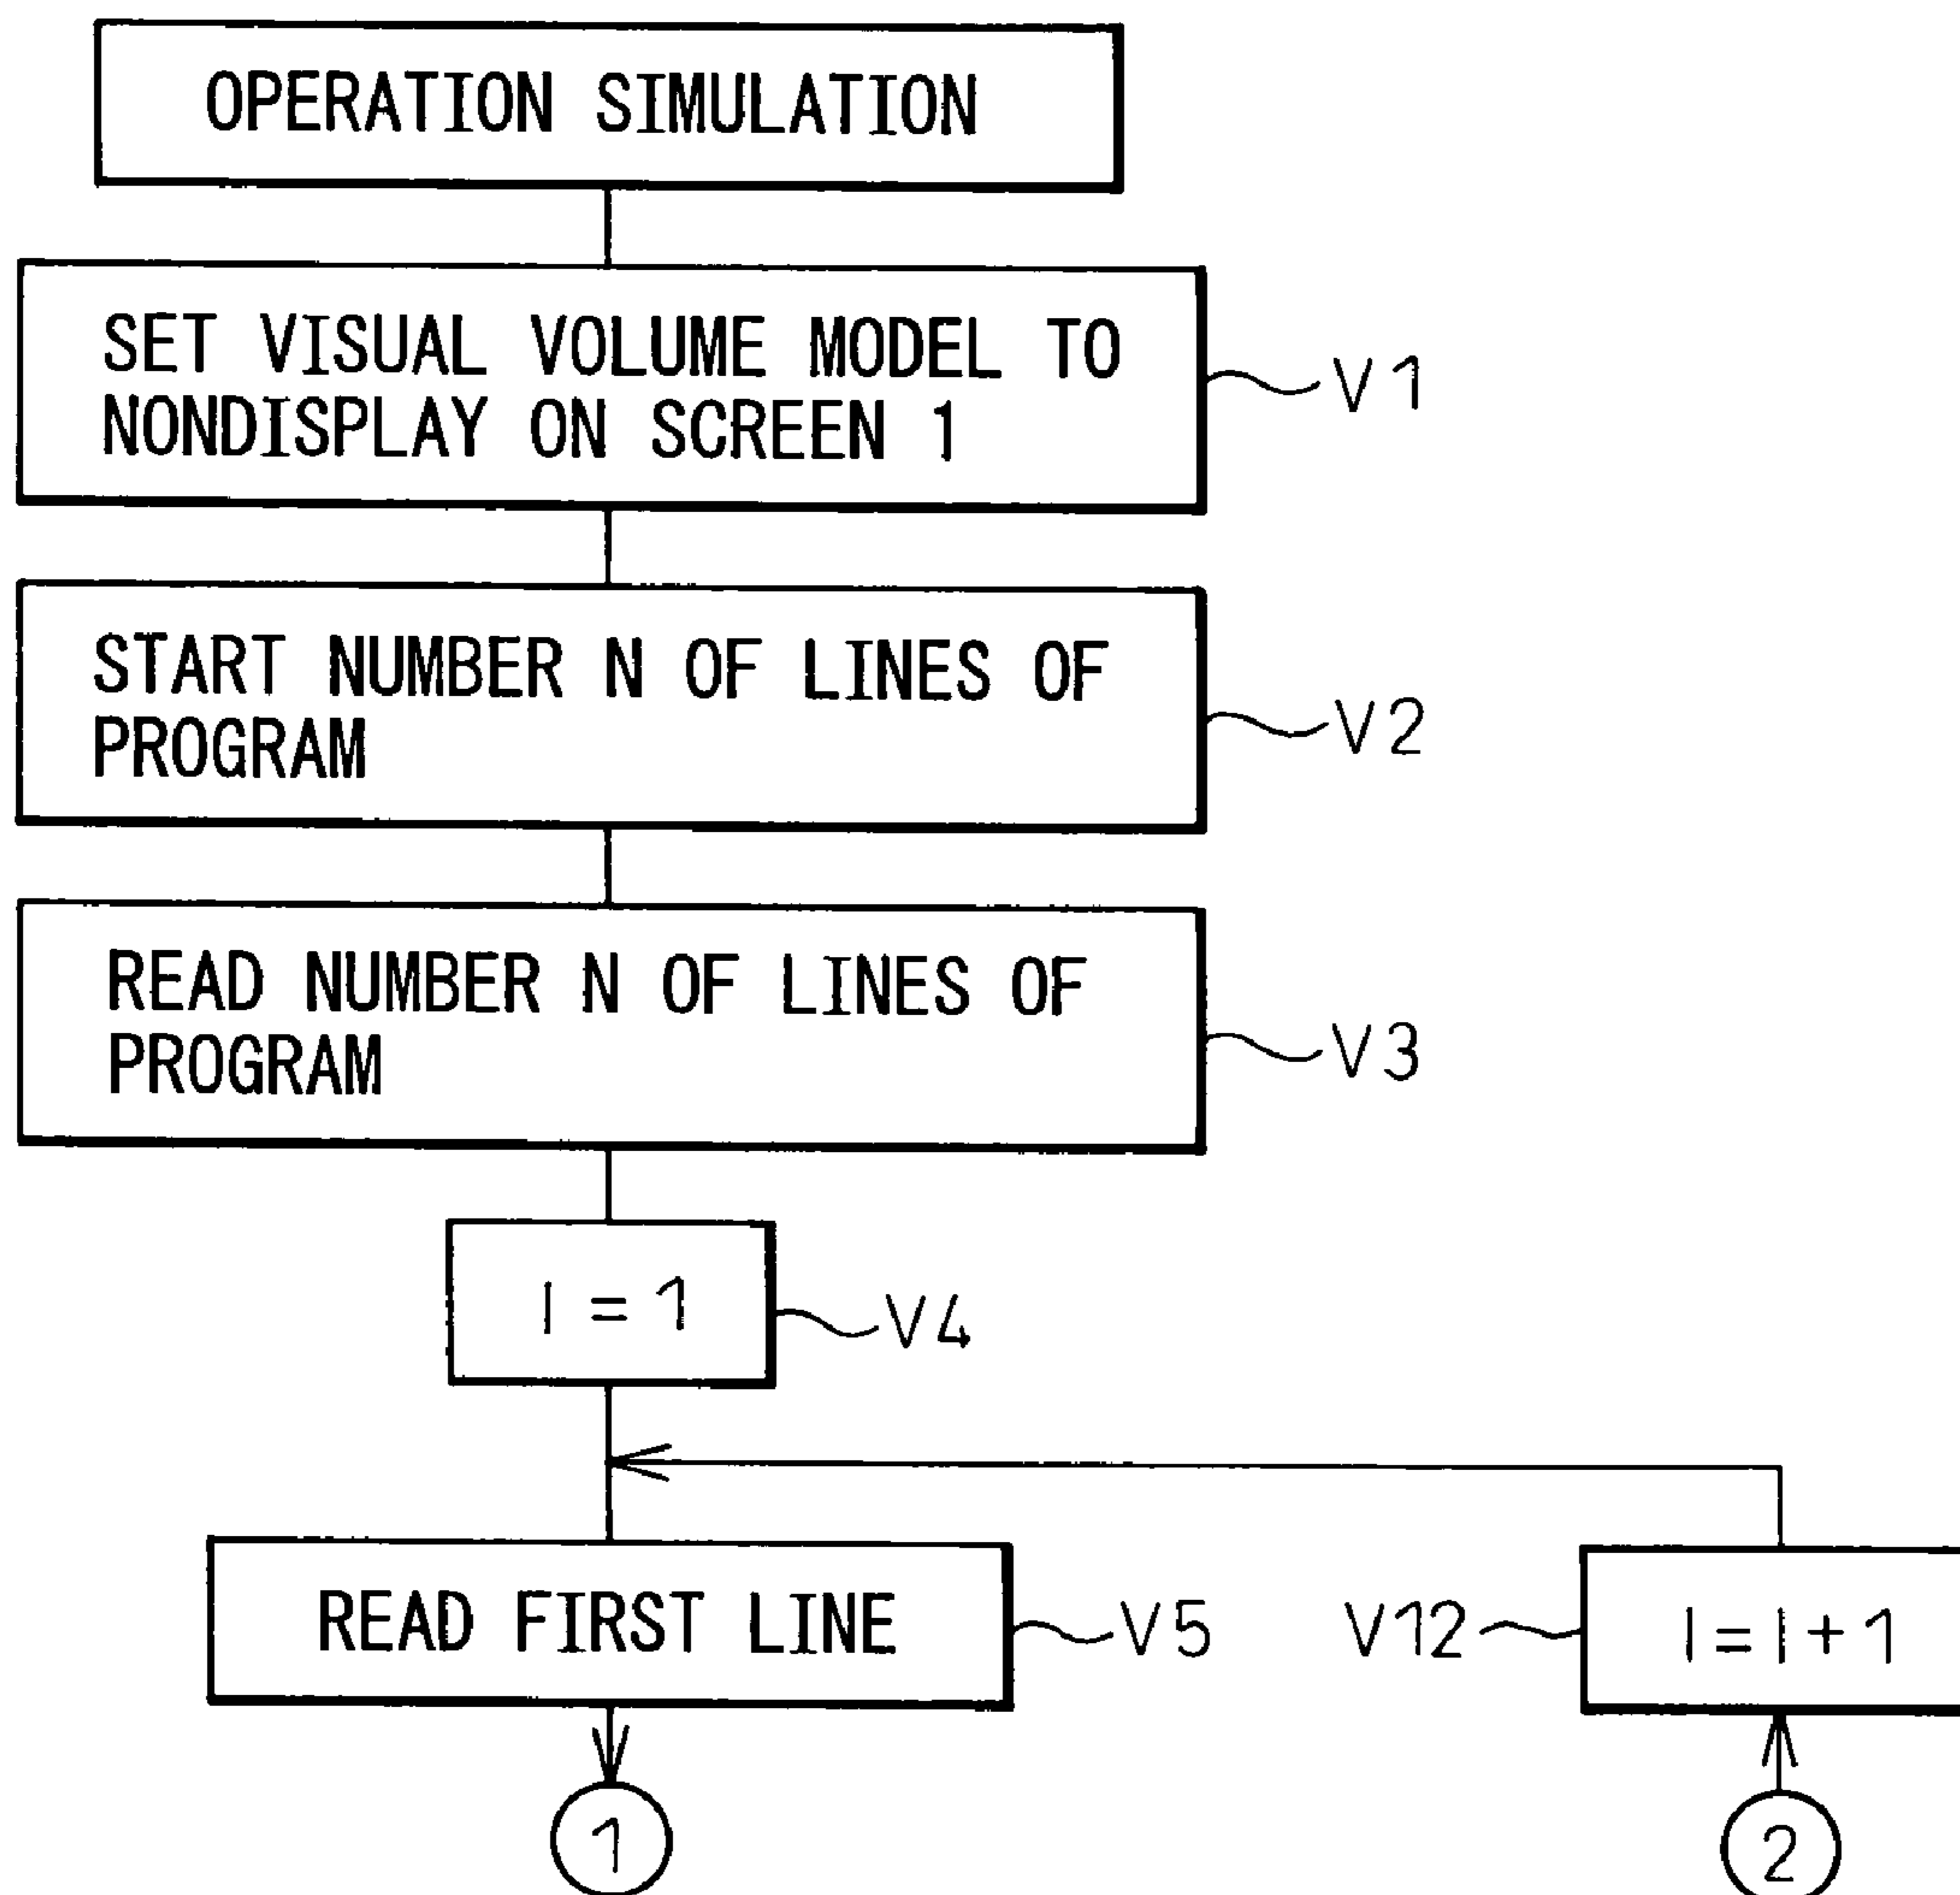 OPERATION SIMULATION
SET VISUAL VOLUME MODEL TO
NONDISPLAY ON SCREEN 1
V1
START NUMBER N OF LINES OF
PROGRAM
V2
READ NUMBER N OF LINES OF
PROGRAM
V3
I = 1
V4
READ FIRST LINE
V5
V12
I = I + 1
1
2